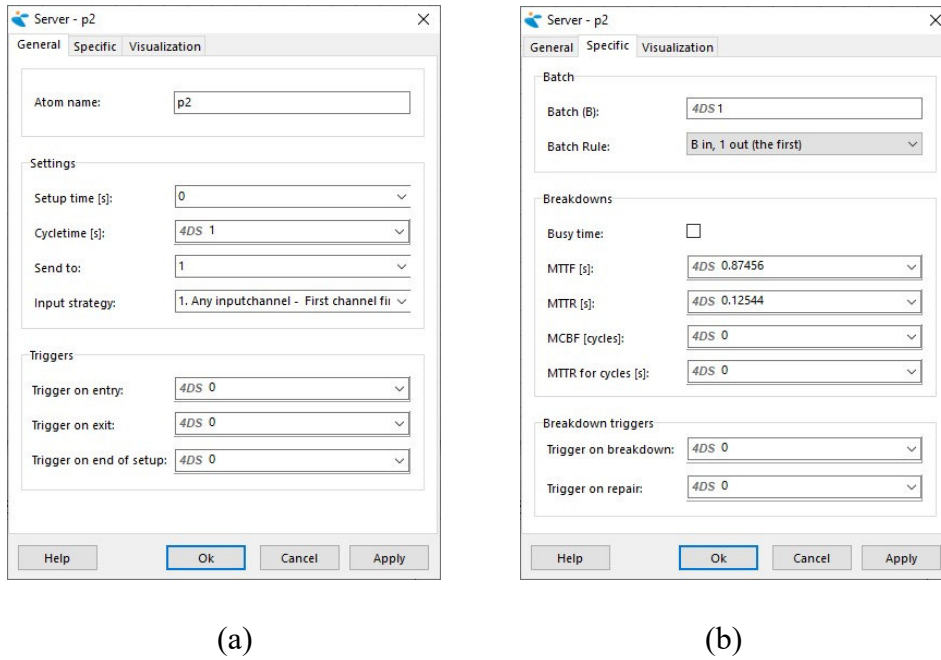 Server - p2
General Specific Visualization
Atom name: p2
Settings
Setup time [s]: 0
Cycletime [s]: 4DS 1
Send to: 1
Input strategy: 1. Any inputchannel - First channel fir
Triggers
Trigger on entry: 4DS 0
Trigger on exit: 4DS 0
Trigger on end of setup: 4DS 0
Help Ok Cancel Apply
(a)
Server - p2
General Specific Visualization
Batch
Batch (B): 4DS 1
Batch Rule: B in, 1 out (the first)
Breakdowns
Busy time:
MTTF [s]: 4DS 0.87456
MTTR [s]: 4DS 0.12544
MCBF [cycles]: 4DS 0
MTTR for cycles [s]: 4DS 0
Breakdown triggers
Trigger on breakdown: 4DS 0
Trigger on repair: 4DS 0
Help Ok Cancel Apply
(b)